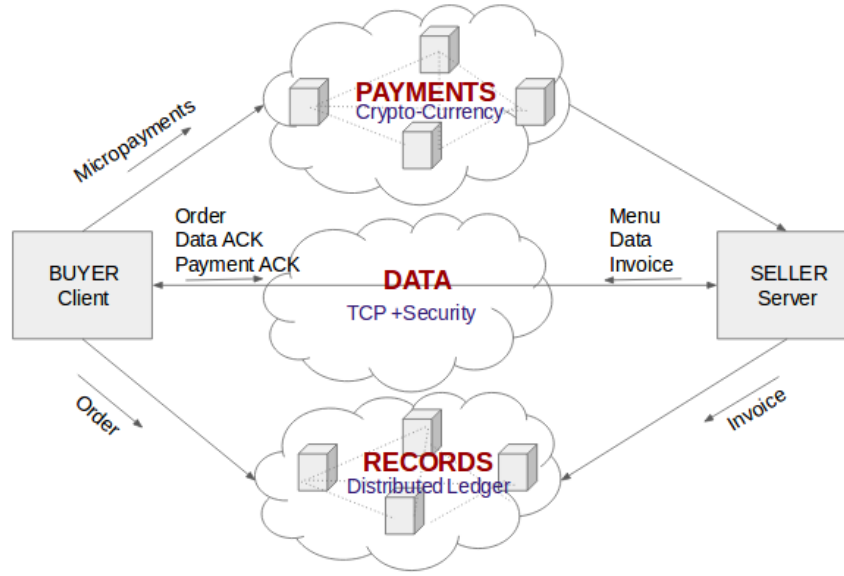 PAYMENTS
Crypto-Currency
Micropayments
Order
Data ACK
Payment ACK
Menu
Data
Invoice
BUYER
Client
DATA
TCP +Security
SELLER
Server
Order
Invoice
RECORDS
Distributed Ledger